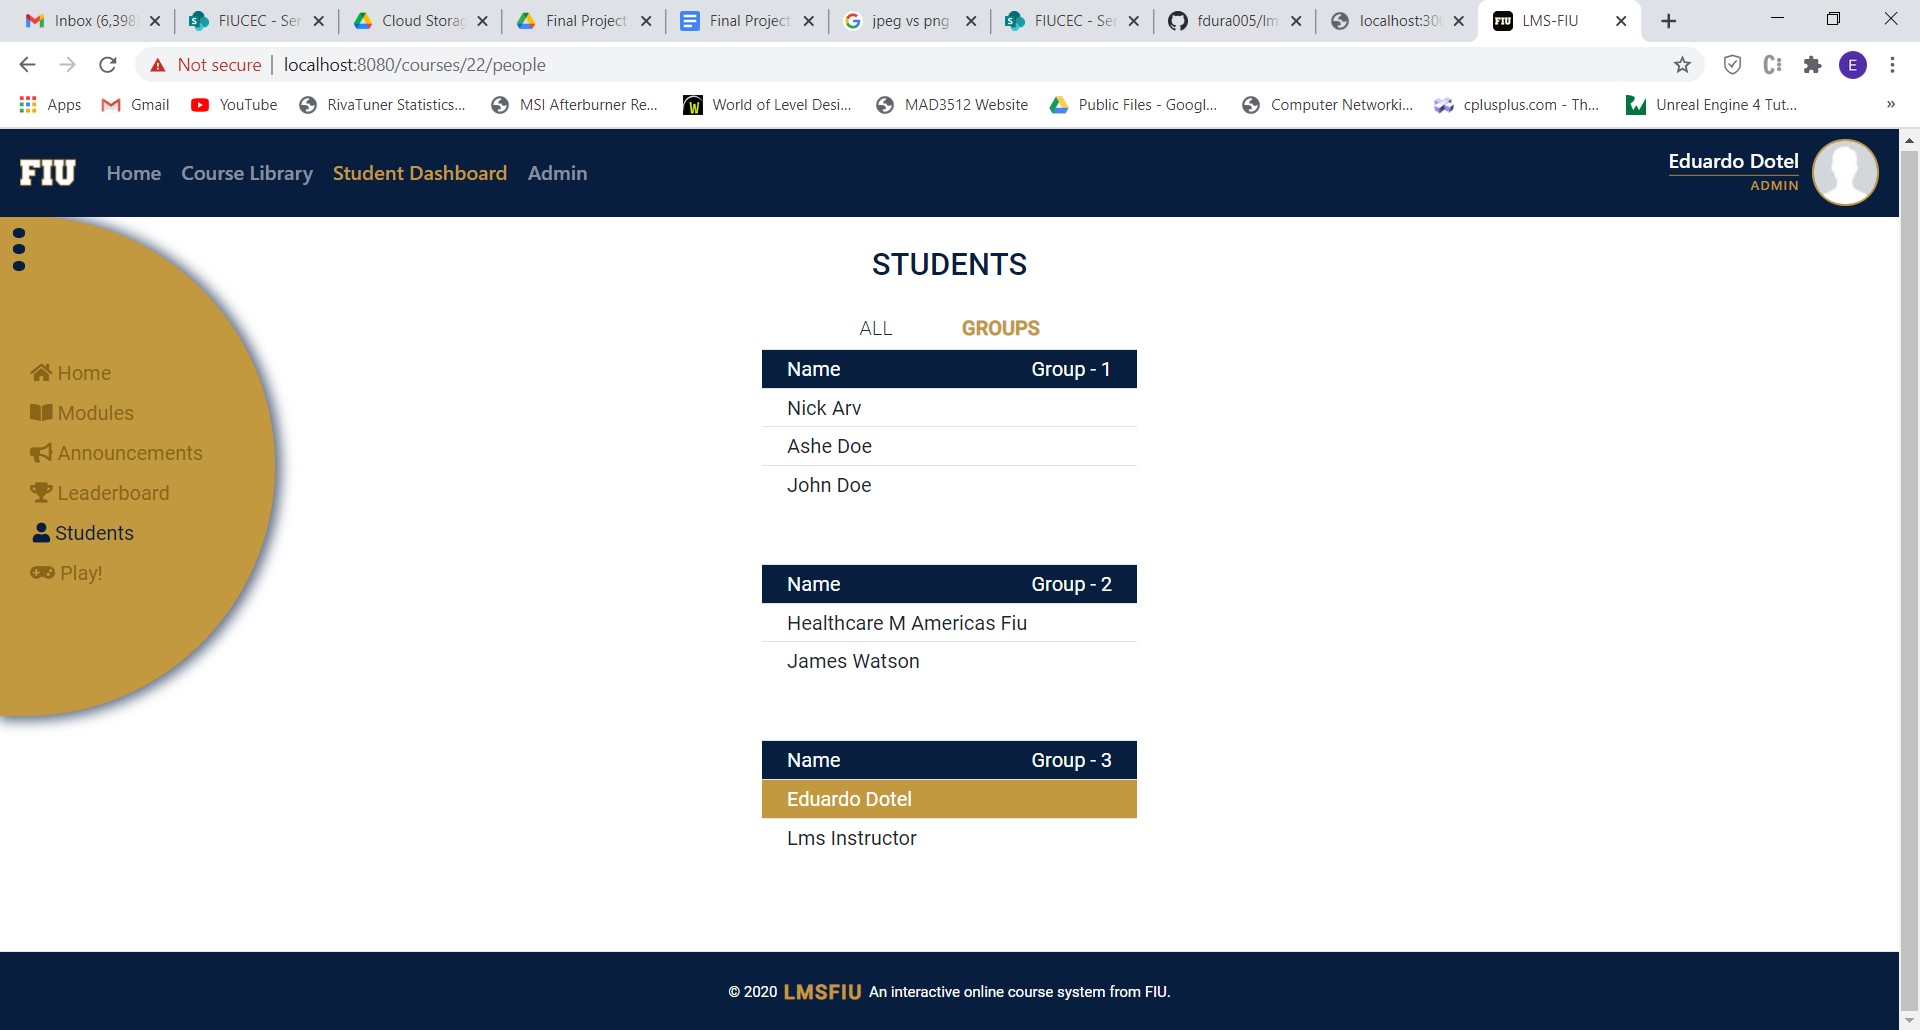 Inbox (6,398
FIUCEC - Ser
Cloud Storag
Final Project
Final Project
jpeg vs png
FIUCEC - Ser
fdura005/lm
localhost:30
LMS-FIU
Not secure
localhost:8080/courses/22/people
E
Apps
Gmail
YouTube
RivaTuner Statistics...
MSI Afterburner Re...
World of Level Desi...
MAD3512 Website
Public Files - Googl...
Computer Networki...
cplusplus.com - Th...
Unreal Engine 4 Tut...
»
FIU
Home
Course Library
Student Dashboard
Admin
Eduardo Dotel
ADMIN
Home
Modules
Announcements
Leaderboard
Students
Play!
STUDENTS
ALL
GROUPS
Name Group - 1
Nick Arv
Ashe Doe
John Doe
Name Group - 2
Healthcare M Americas Fiu
James Watson
Name Group - 3
Eduardo Dotel
Lms Instructor
© 2020 LMSFIU An interactive online course system from FIU.